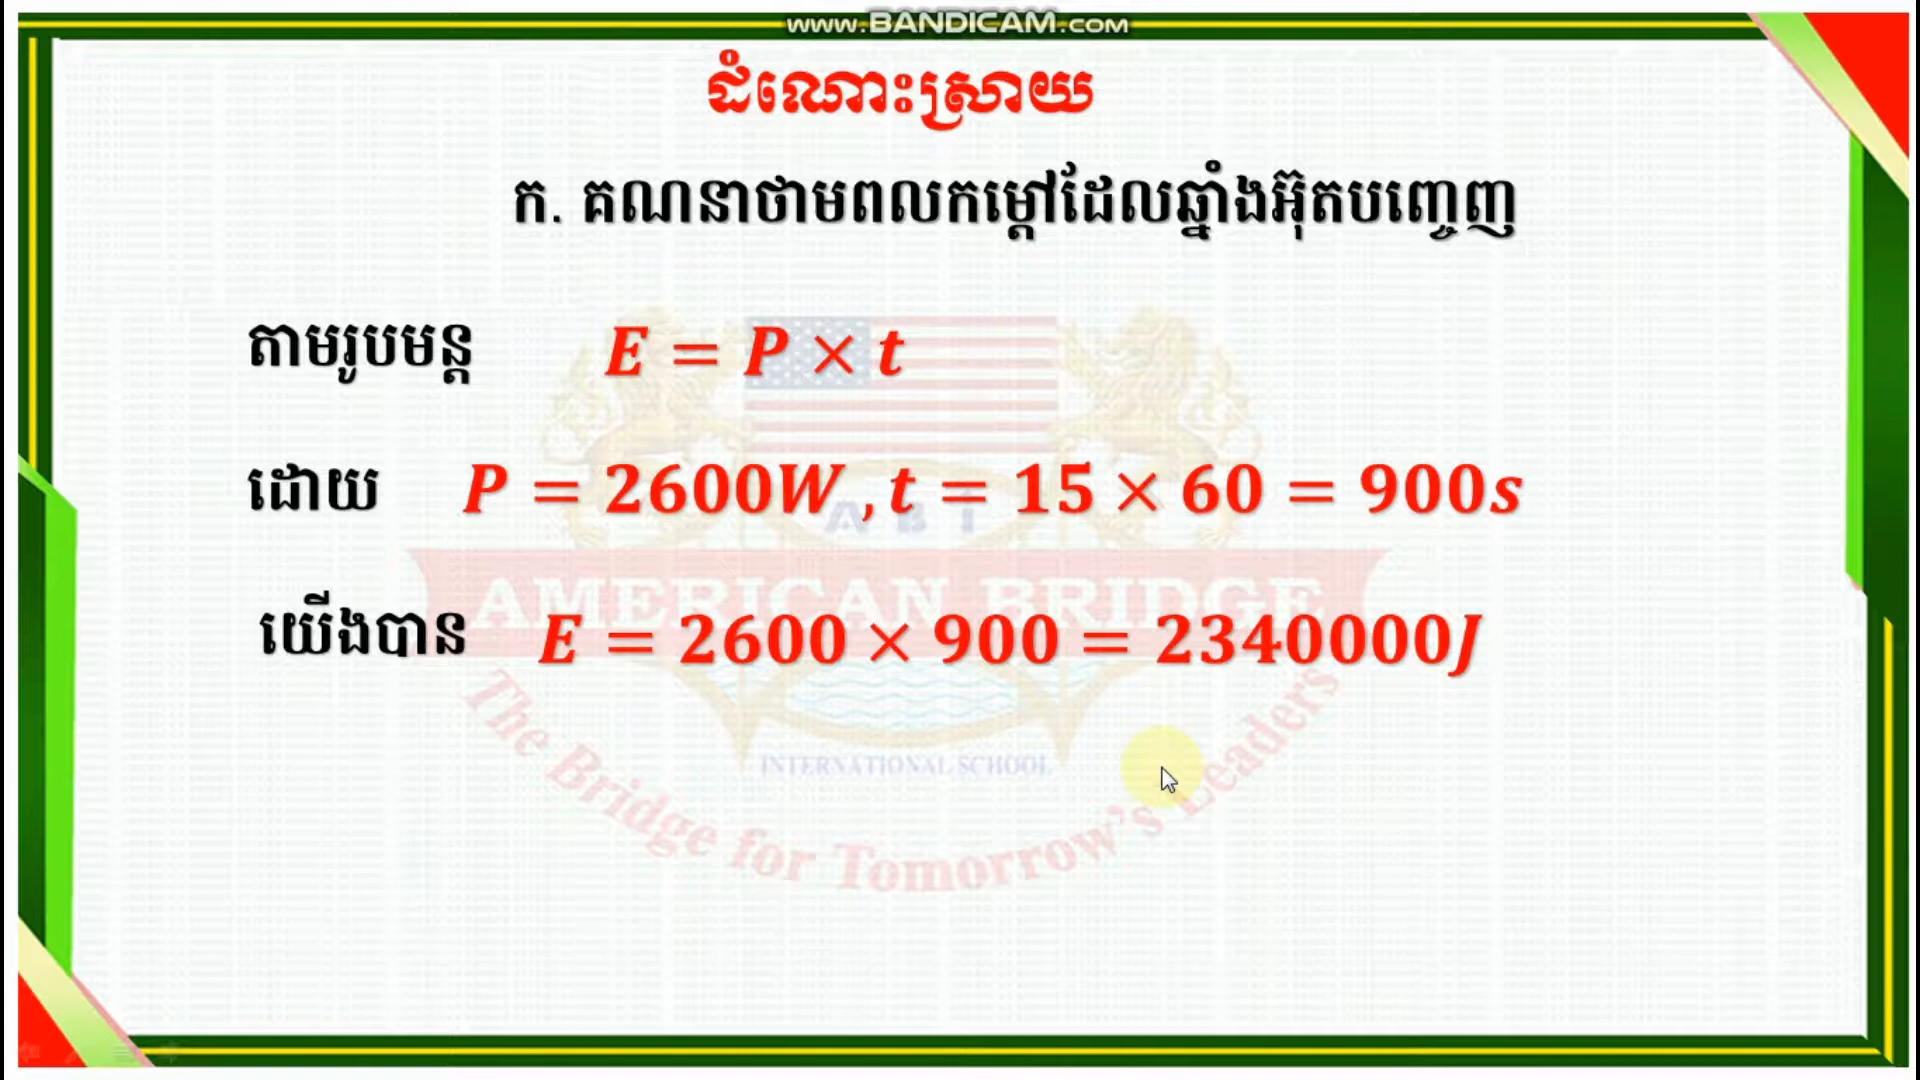 www.BANDICAM.com
ដំណោះស្រាយ
ក. គណនាថាមពលកម្ដៅដែលឆ្នាំងអ៊ុតបញ្ចេញ
តាមរូបមន្ត E = P × t
ដោយ P = 2600W , t = 15 × 60 = 900s
A B I
AMERICAN BRIDGE
យើងបាន E = 2600 × 900 = 2340000J
INTERNATIONAL SCHOOL
The Bridge for Tomorrow's Leaders